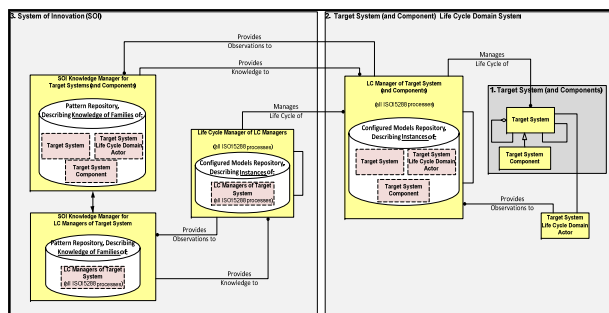 3. System of Innovation (SOI)
2. Target System (and Component) Life Cycle Domain System
Provides
Observations to
Manages
Life Cycle of
Provides
Knowledge to
SOI Knowledge Manager for
Target Systems (and Components)
Pattern Repository,
Describing Knowledge of Families of:
Target System
Target System
Life Cycle Domain
Actor
Target System
Component
Manages
Life Cycle of
Life Cycle Manager of LC Managers
(all ISO15288 processes)
Configured Models Repository,
Describing Instances of:
LC Managers of Target
System
(all ISO15288 processes)
LC Manager of Target System
(and Components)
(all ISO15288 processes)
Configured Models Repository,
Describing Instances of:
Target System
Target System
Life Cycle Domain
Actor
Target System
Component
1. Target System (and Components)
Target System
Target System
Component
Provides
Observations to
Target System
Life Cycle Domain
Actor
SOI Knowledge Manager for
LC Managers of Target System
Pattern Repository, Describing
Knowledge of Families of:
LC Managers of Target
System
(all ISO15288 processes)
Provides
Observations to
Provides
Knowledge to